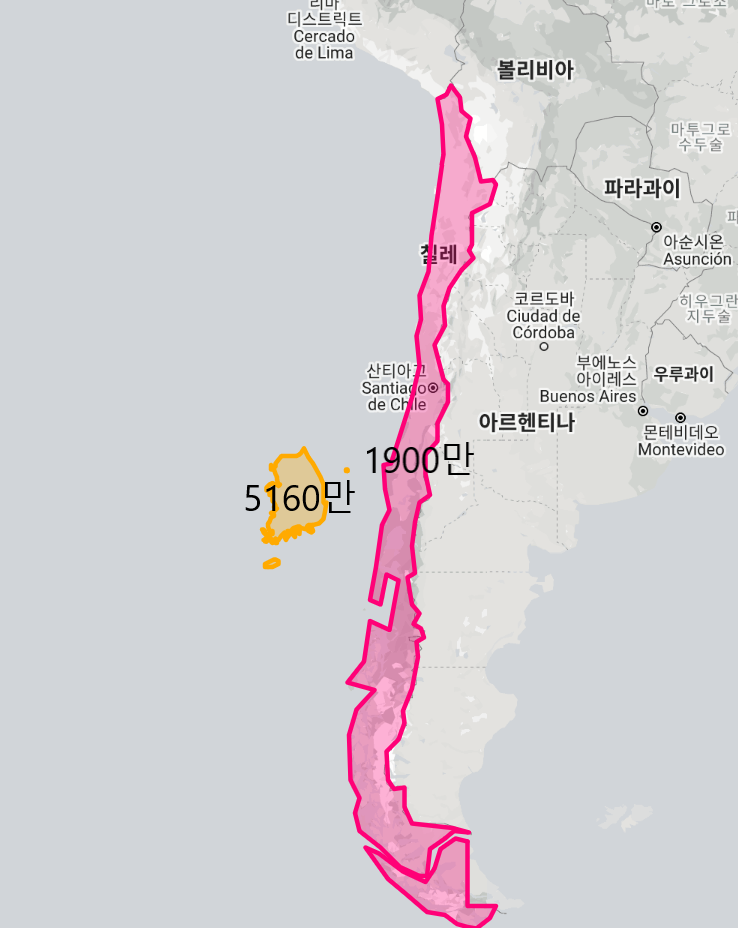 리마
디스트릭트
Cercado
de Lima
볼리비아
마투그로
수두술
파라과이
아순시온
Asunción
칠레
코르도바
Ciudad de
Córdoba
히우그란
지두술
산티아고
Santiago
de Chile
부에노스
아이레스
Buenos Aires
우루과이
아르헨티나
몬테비데오
Montevideo
1900만
5160만